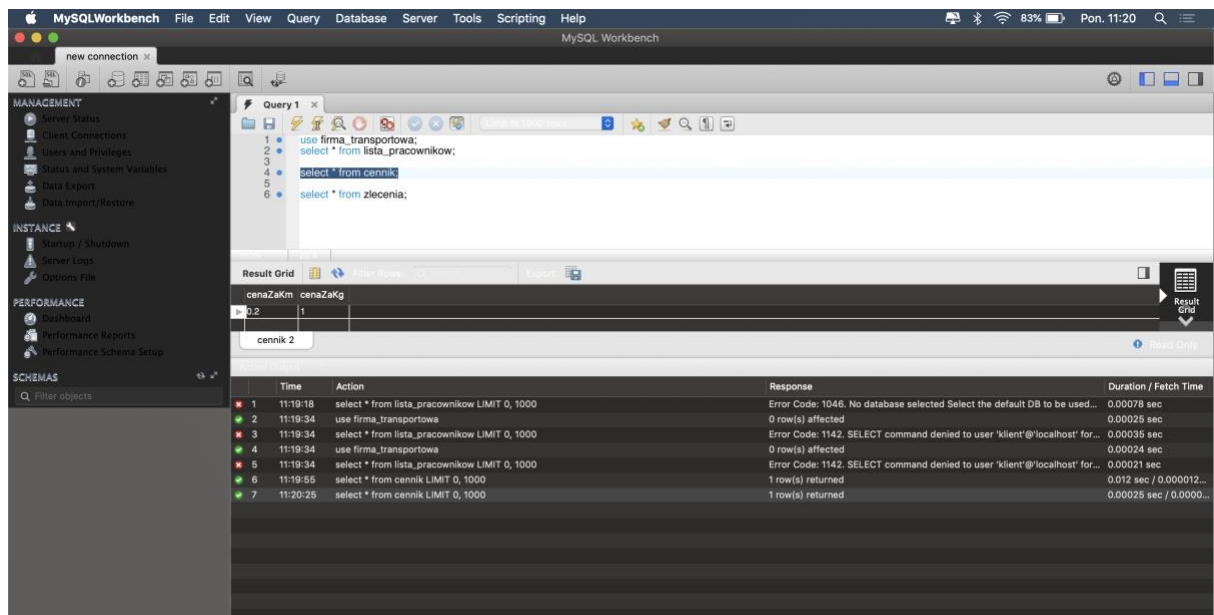 MySQLWorkbench File Edit View Query Database Server Tools Scripting Help 83% Pon. 11:20
MySQL Workbench
new connection
MANAGEMENT
Server Status
Client Connections
Users and Privileges
Status and System Variables
Data Export
Data Import/Restore
INSTANCE
Startup / Shutdown
Server Logs
Options File
PERFORMANCE
Dashboard
Performance Reports
Performance Schema Setup
SCHEMAS
Filter objects
Query 1
Limit to 1000 rows
1 use firma_transportowa;
2 select * from lista_pracownikow;
3
4 select * from cennik;
5
6 select * from zlecenia;
Result Grid Filter Rows: Export:
cenaZaKm cenaZaKg
0.2 1
Result
Grid
cennik 2
Read Only
Action Output
Time Action Response Duration / Fetch Time
1 11:19:18 select * from lista_pracownikow LIMIT 0, 1000 Error Code: 1046. No database selected Select the default DB to be used... 0.00078 sec
2 11:19:34 use firma_transportowa 0 row(s) affected 0.00025 sec
3 11:19:34 select * from lista_pracownikow LIMIT 0, 1000 Error Code: 1142. SELECT command denied to user 'klient'@'localhost' for... 0.00035 sec
4 11:19:34 use firma_transportowa 0 row(s) affected 0.00024 sec
5 11:19:34 select * from lista_pracownikow LIMIT 0, 1000 Error Code: 1142. SELECT command denied to user 'klient'@'localhost' for... 0.00021 sec
6 11:19:55 select * from cennik LIMIT 0, 1000 1 row(s) returned 0.012 sec / 0.000012...
7 11:20:25 select * from cennik LIMIT 0, 1000 1 row(s) returned 0.00025 sec / 0.0000...